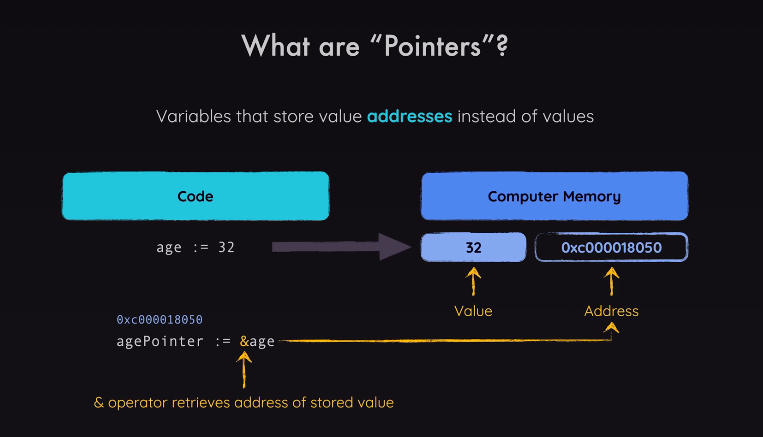 What are “Pointers”?
Variables that store value addresses instead of values
Code
Computer Memory
age := 32
32
0xc000018050
Value
Address
0xc000018050
agePointer := &age
& operator retrieves address of stored value